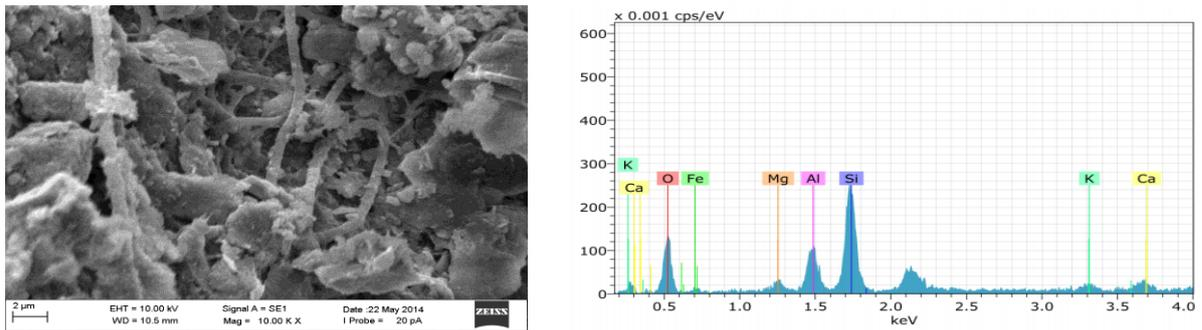 2 µm
EHT = 10.00 kV
Signal A = SE1
Date :22 May 2014
ZEISS
WD = 10.5 mm
Mag = 10.00 K X
I Probe = 20 pA
x 0.001 cps/eV
600
500
400
300
200
100
0
K
Ca
O
Fe
Mg
Al
Si
K
Ca
0.5
1.0
1.5
2.0
2.5
3.0
3.5
4.0
keV